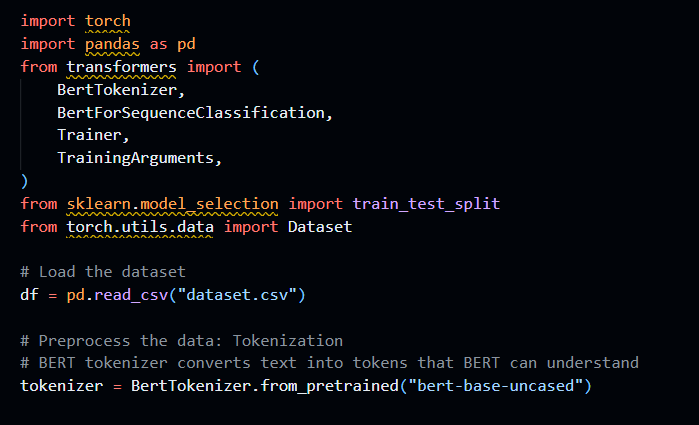 import torch
import pandas as pd
from transformers import (
    BertTokenizer,
    BertForSequenceClassification,
    Trainer,
    TrainingArguments,
)
from sklearn.model_selection import train_test_split
from torch.utils.data import Dataset

# Load the dataset
df = pd.read_csv("dataset.csv")

# Preprocess the data: Tokenization
# BERT tokenizer converts text into tokens that BERT can understand
tokenizer = BertTokenizer.from_pretrained("bert-base-uncased")